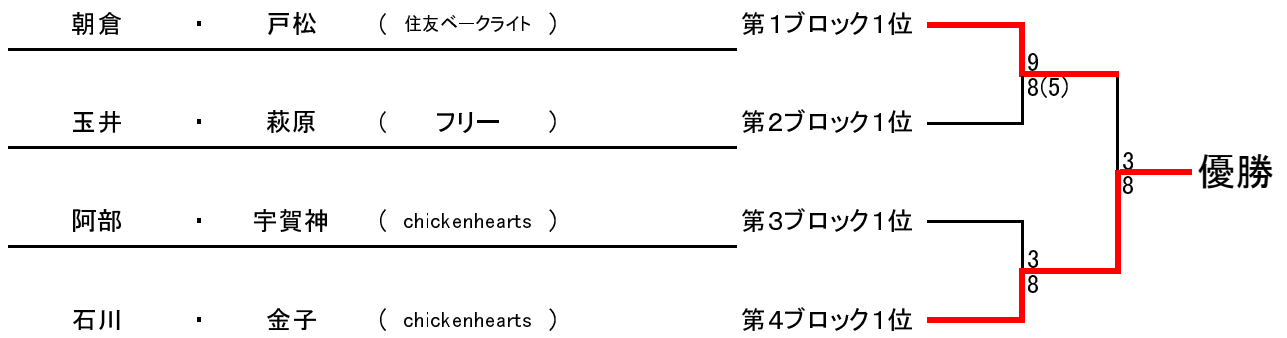 朝倉 ・ 戸松 ( 住友ベークライト ) 第1ブロック1位
9
8(5)
玉井 ・ 萩原 ( フリー ) 第2ブロック1位
3
優勝
8
阿部 ・ 宇賀神 ( chickenhearts ) 第3ブロック1位
3
8
石川 ・ 金子 ( chickenhearts ) 第4ブロック1位